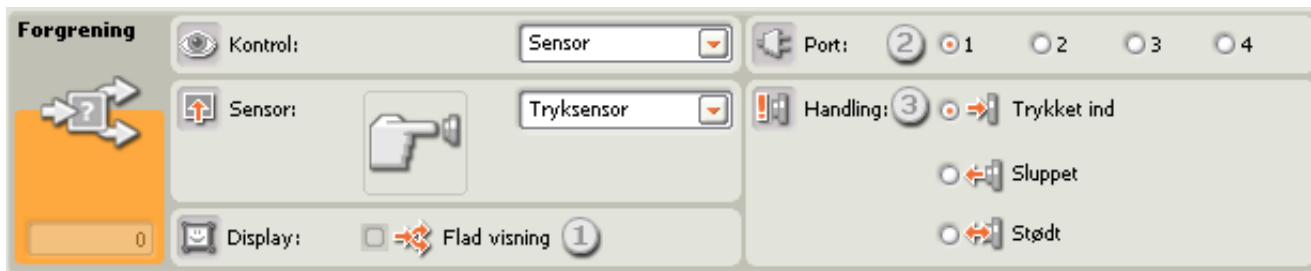 Forgrening
Kontrol: Sensor
Sensor: Tryksensor
0 Display: Flad visning 1
Port: 2 1 2 3 4
Handling: 3 Trykket ind
Sluppet
Stødt